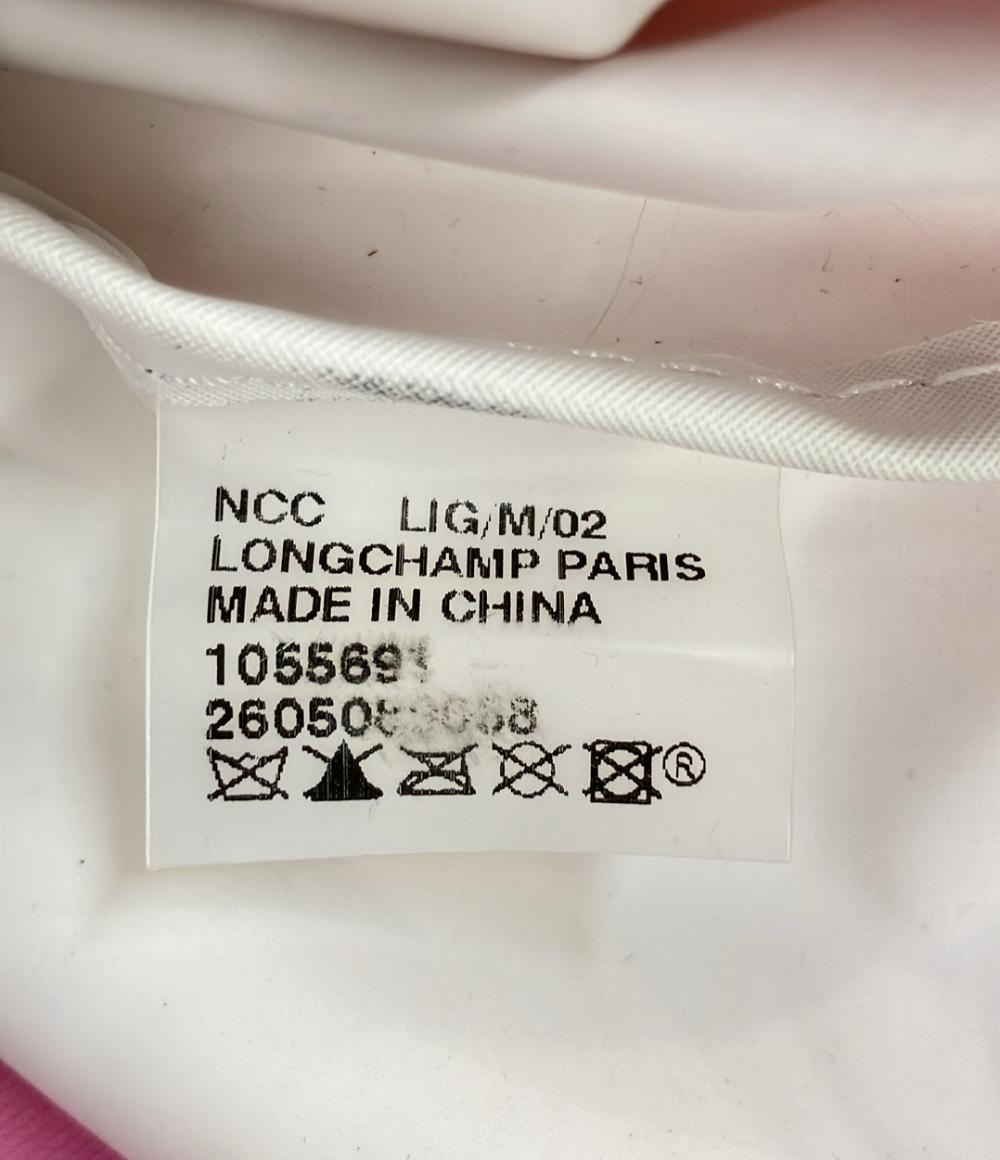 NCC LIG/M/02
LONGCHAMP PARIS
MADE IN CHINA
®